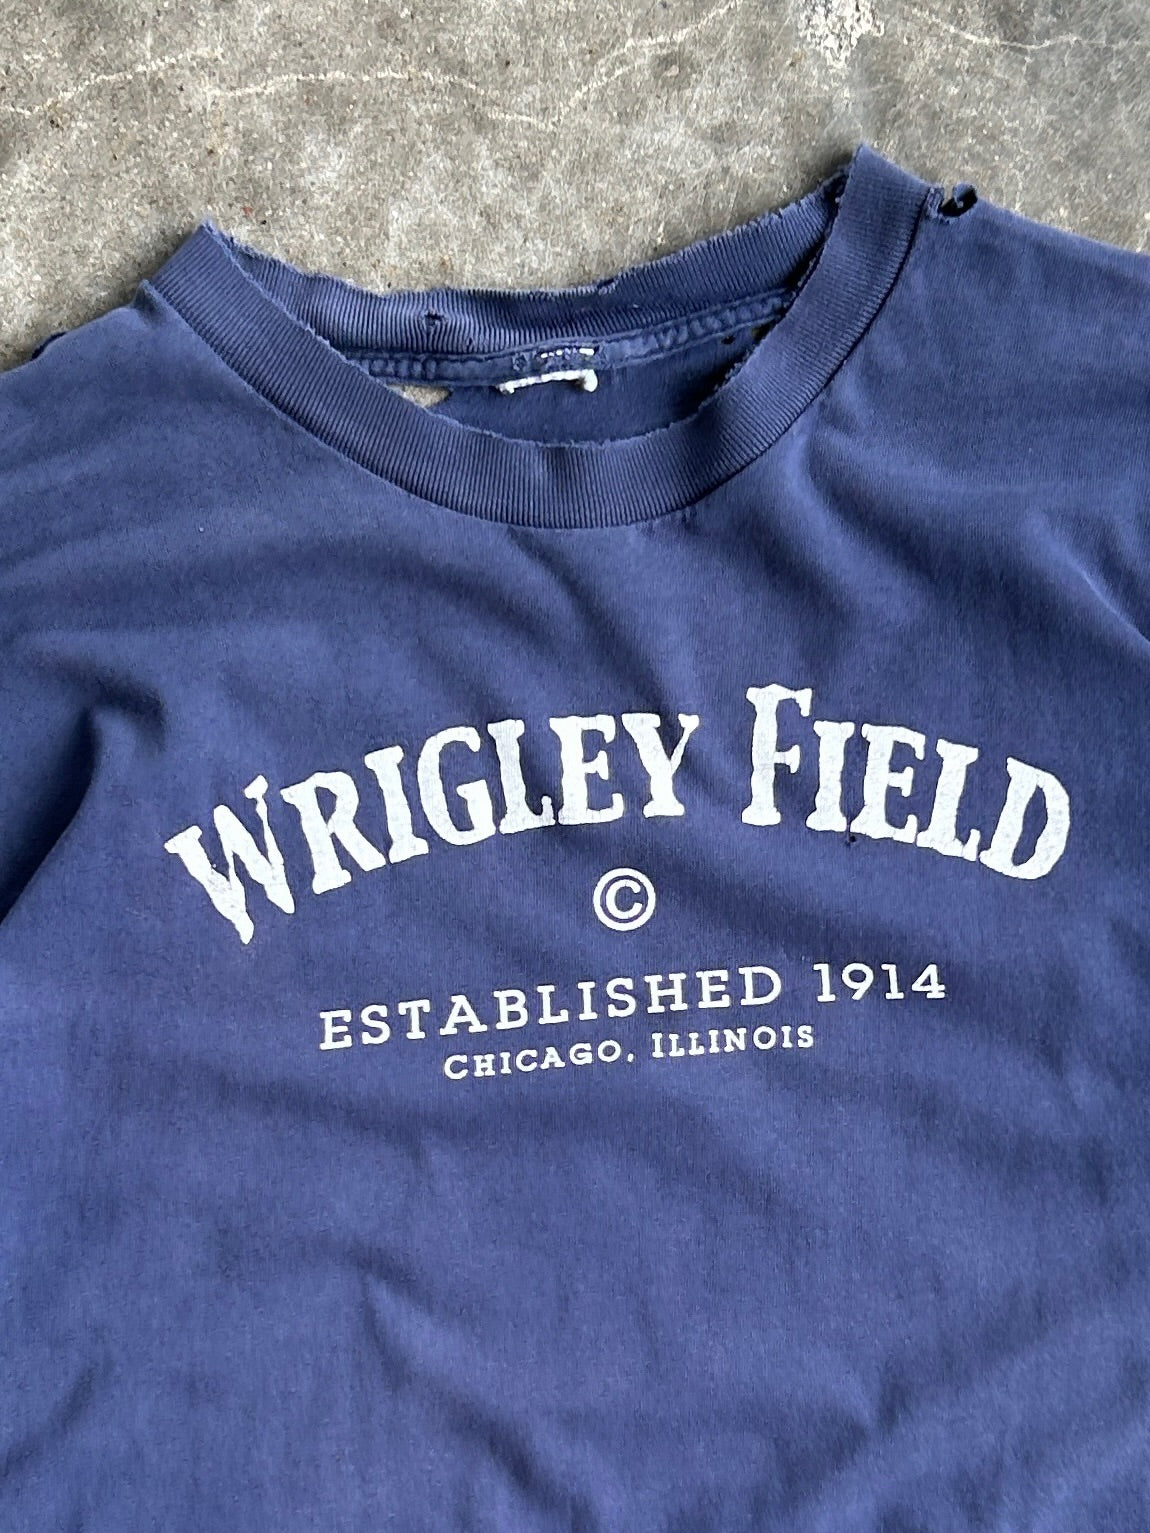 WRIGLEY FIELD
©
ESTABLISHED 1914
CHICAGO, ILLINOIS